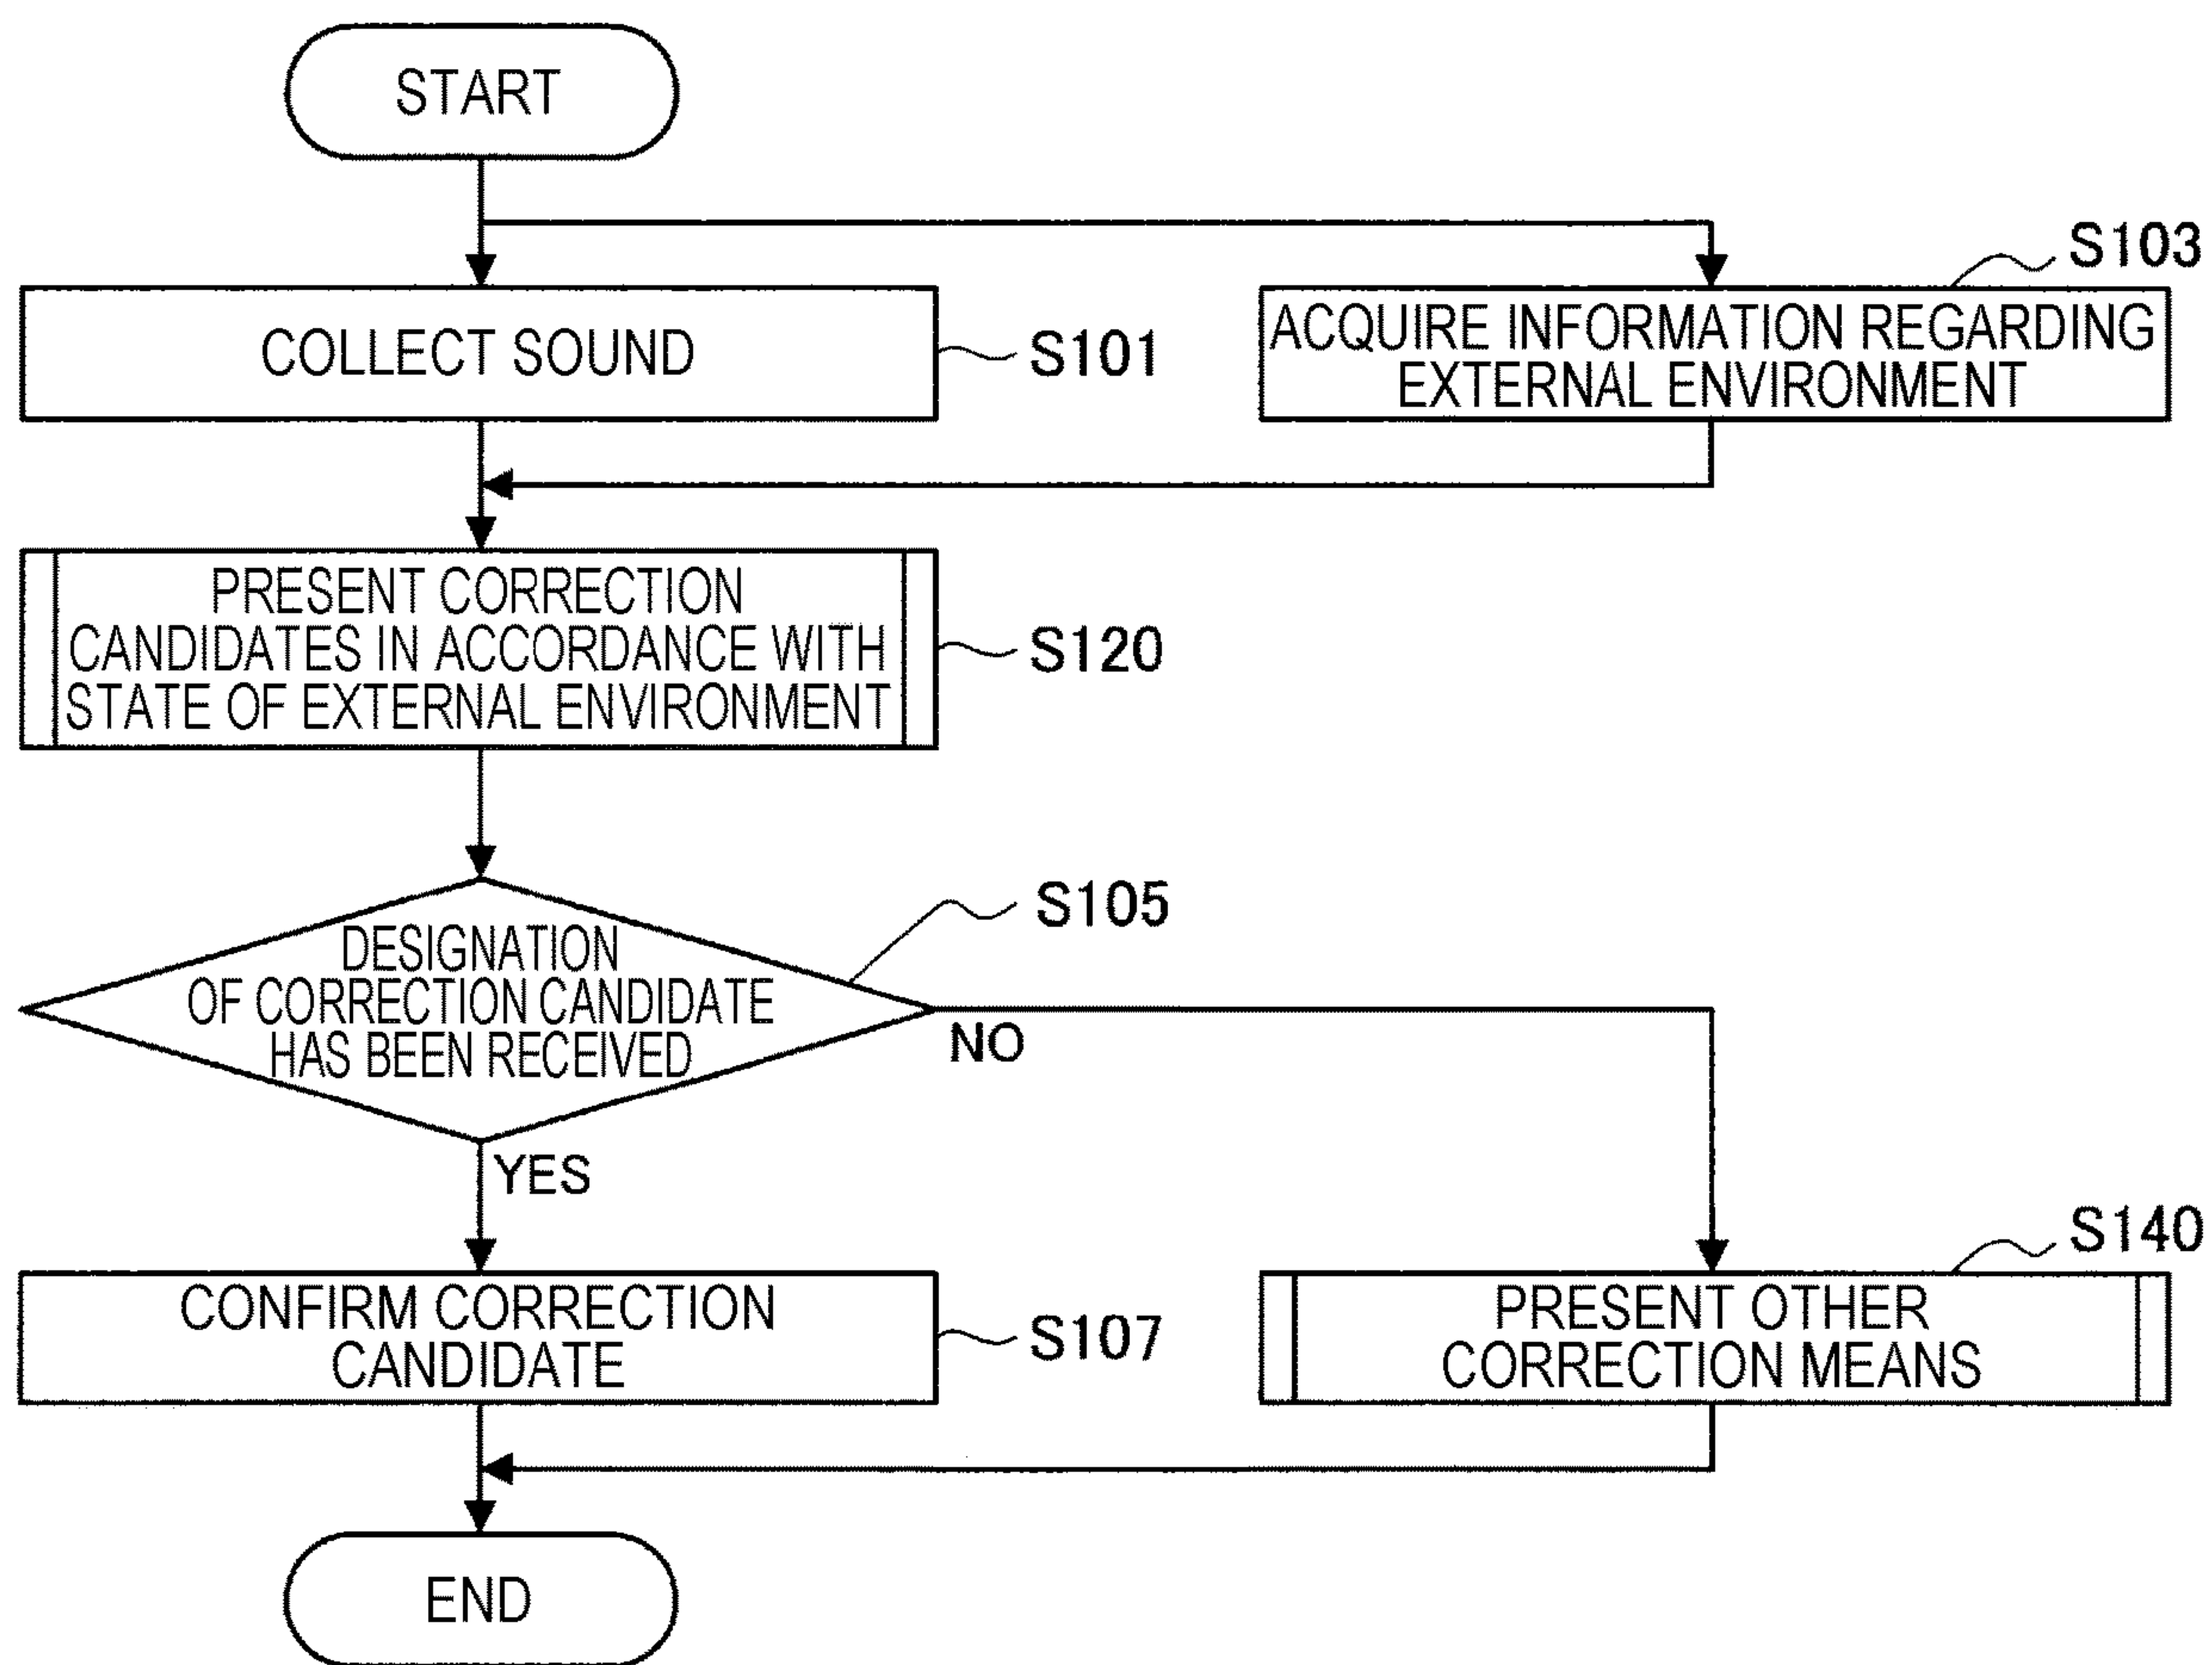 START
COLLECT SOUND
S101
ACQUIRE INFORMATION REGARDING
EXTERNAL ENVIRONMENT
S103
PRESENT CORRECTION
CANDIDATES IN ACCORDANCE WITH
STATE OF EXTERNAL ENVIRONMENT
S120
DESIGNATION
OF CORRECTION CANDIDATE
HAS BEEN RECEIVED
S105
NO
YES
CONFIRM CORRECTION
CANDIDATE
S107
PRESENT OTHER
CORRECTION MEANS
S140
END